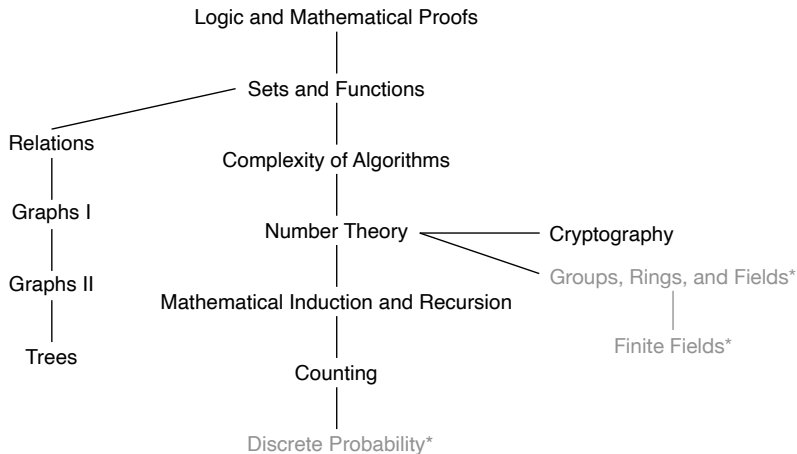 Logic and Mathematical Proofs
Sets and Functions
Relations
Complexity of Algorithms
Graphs I
Number Theory
Cryptography
Groups, Rings, and Fields*
Graphs II
Mathematical Induction and Recursion
Finite Fields*
Trees
Counting
Discrete Probability*